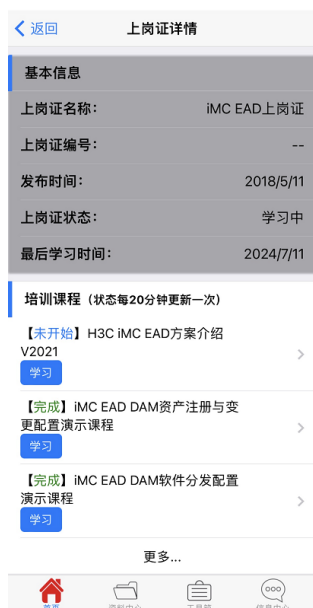 返回 上岗证详情
基本信息
上岗证名称： iMC EAD上岗证
上岗证编号： --
发布时间： 2018/5/11
上岗证状态： 学习中
最后学习时间： 2024/7/11
培训课程（状态每20分钟更新一次）
【未开始】H3C iMC EAD方案介绍
V2021
学习
【完成】iMC EAD DAM资产注册与变
更配置演示课程
学习
【完成】iMC EAD DAM软件分发配置
演示课程
学习
更多...